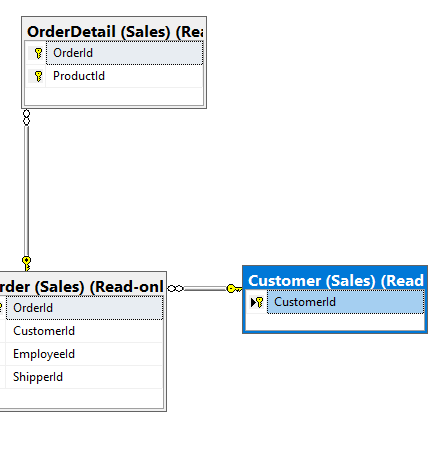 OrderDetail (Sales) (Rea
OrderId
ProductId
rder (Sales) (Read-onl
OrderId
CustomerId
EmployeeId
ShipperId
Customer (Sales) (Read
CustomerId